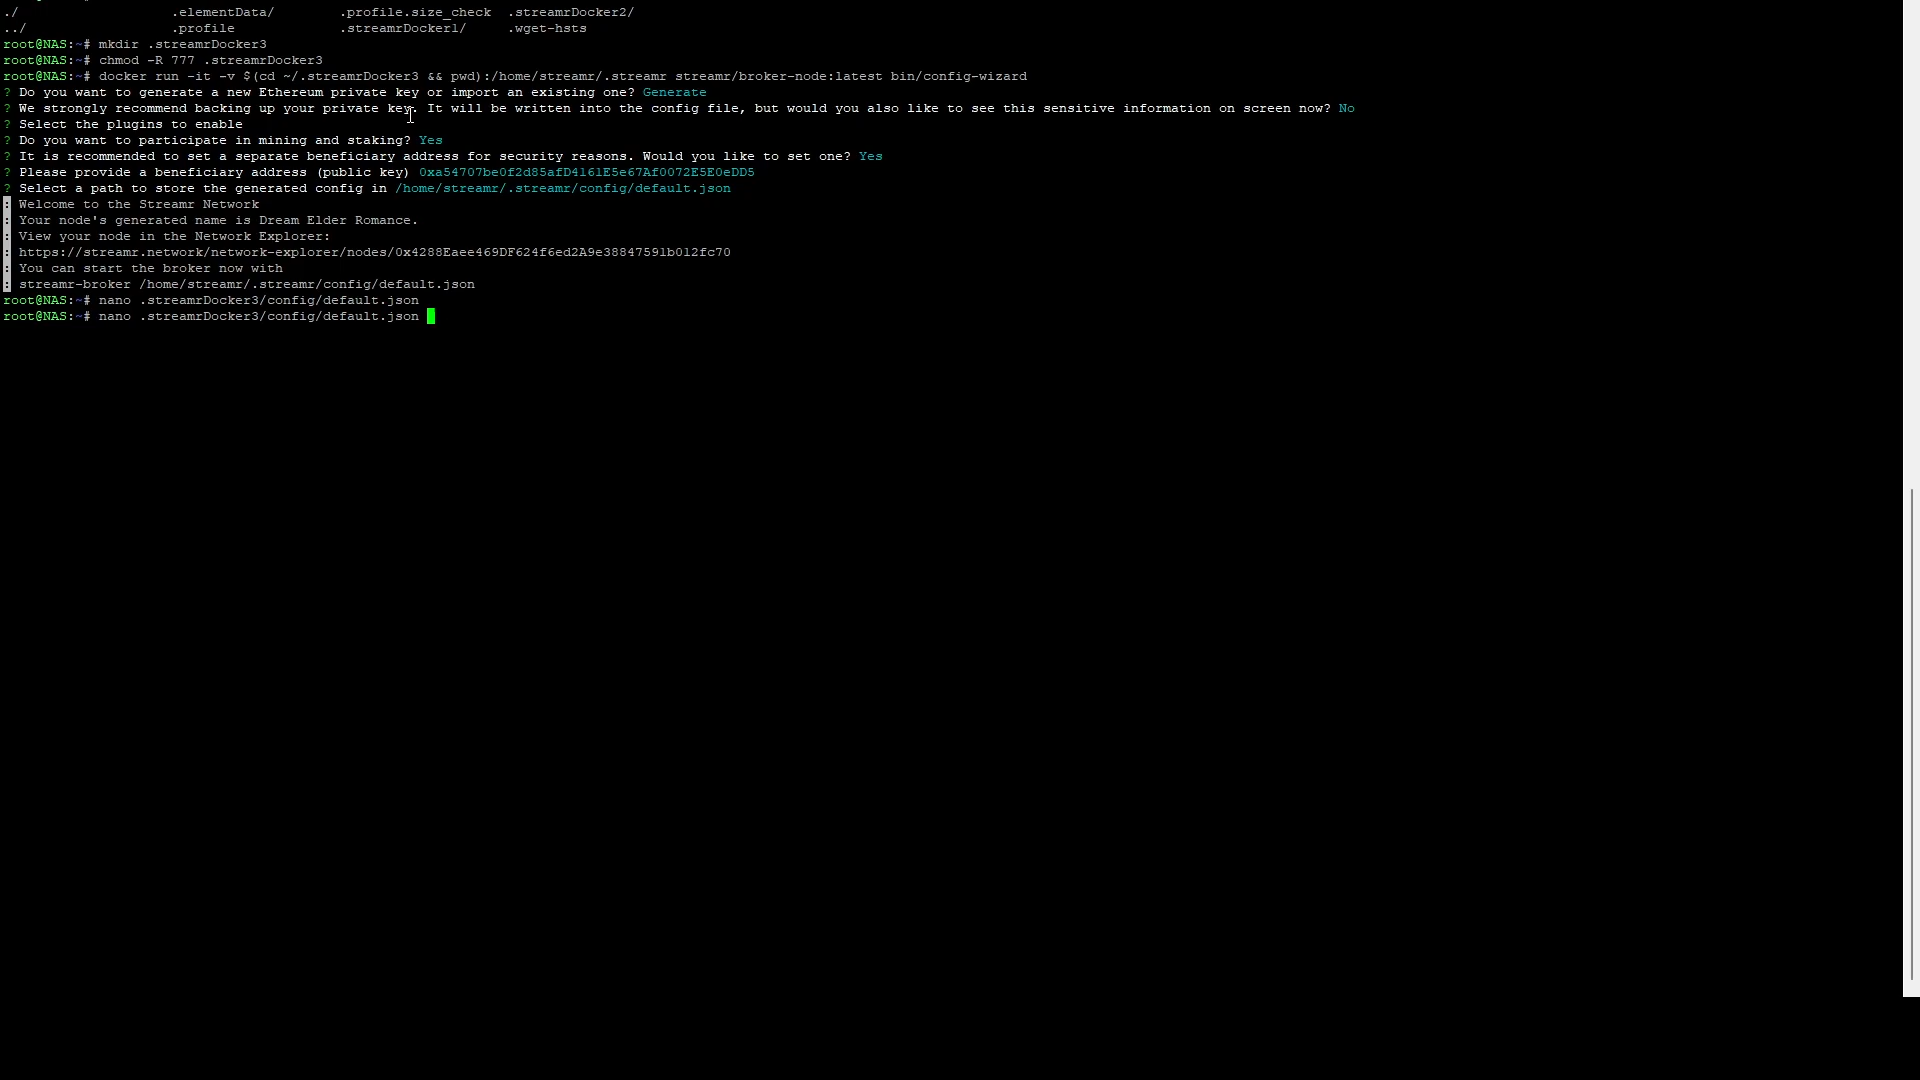 ./                   .elementData/        .profile.size_check  .streamrDocker2/
../                  .profile             .streamrDocker1/     .wget-hsts
root@NAS:~# mkdir .streamrDocker3
root@NAS:~# chmod -R 777 .streamrDocker3
root@NAS:~# docker run -it -v $(cd ~/.streamrDocker3 && pwd):/home/streamr/.streamr streamr/broker-node:latest bin/config-wizard
? Do you want to generate a new Ethereum private key or import an existing one? Generate
? We strongly recommend backing up your private key. It will be written into the config file, but would you also like to see this sensitive information on screen now? No
? Select the plugins to enable
? Do you want to participate in mining and staking? Yes
? It is recommended to set a separate beneficiary address for security reasons. Would you like to set one? Yes
? Please provide a beneficiary address (public key) 0xa54707be0f2d85afD4161E5e67Af0072E5E0eDD5
? Select a path to store the generated config in /home/streamr/.streamr/config/default.json
: Welcome to the Streamr Network
: Your node's generated name is Dream Elder Romance.
: View your node in the Network Explorer:
: https://streamr.network/network-explorer/nodes/0x4288Eaee469DF624f6ed2A9e38847591b012fc70
: You can start the broker now with
: streamr-broker /home/streamr/.streamr/config/default.json
root@NAS:~# nano .streamrDocker3/config/default.json
root@NAS:~# nano .streamrDocker3/config/default.json